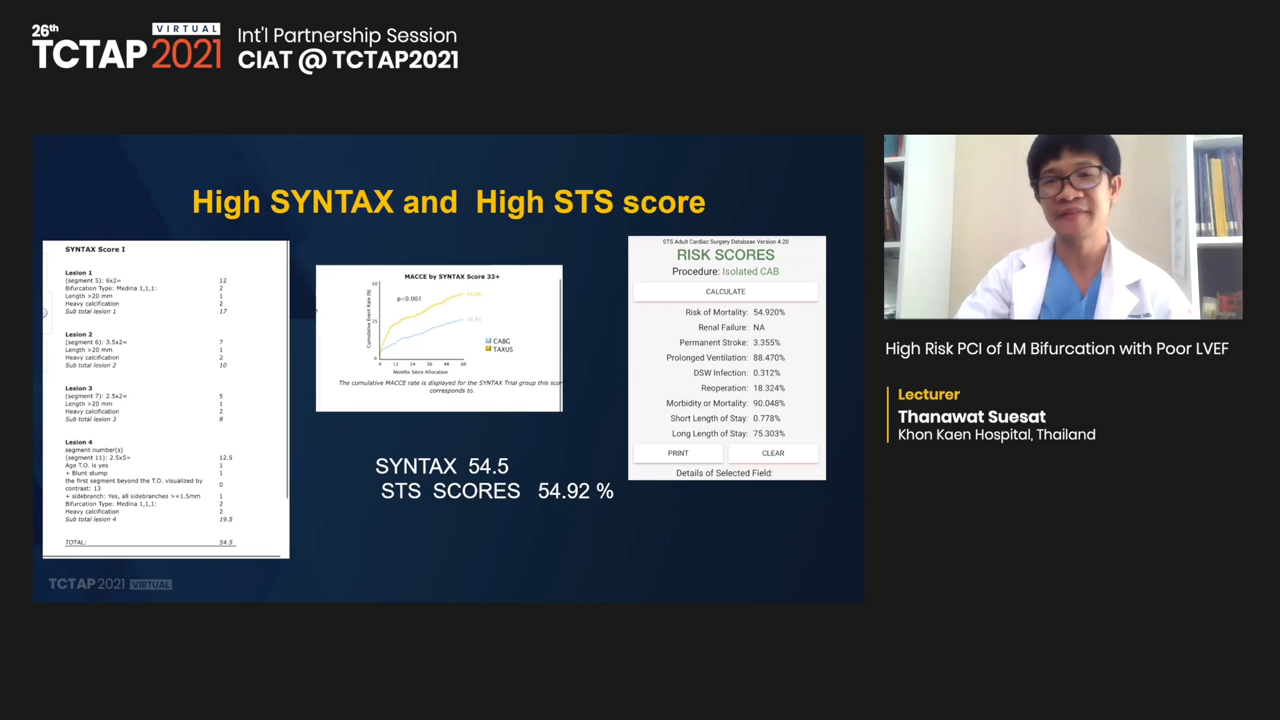 26th
VIRTUAL
TCTAP 2021
Int'l Partnership Session
CIAT @ TCTAP2021
High SYNTAX and High STS score
SYNTAX Score I
Lesion 1
(segment 5): 6x2= 12
Bifurcation Type: Medina 1,1,1: 2
Length >20 mm 1
Heavy calcification 2
Sub total lesion 1 17
Lesion 2
(segment 6): 3.5x2= 7
Length >20 mm 1
Heavy calcification 2
Sub total lesion 2 10
Lesion 3
(segment 7): 2.5x2= 5
Length >20 mm 1
Heavy calcification 2
Sub total lesion 3 8
Lesion 4
segment number(s)
(segment 11): 2.5x5= 12.5
Age T.O. is yes 1
+ Blunt stump 1
the first segment beyond the T.O. visualized by
contrast: 13 0
+ sidebranch: Yes, all sidebranches >=1.5mm 1
Bifurcation Type: Medina 1,1,1: 2
Heavy calcification 2
Sub total lesion 4 19.5
TOTAL: 54.5
MACCE by SYNTAX Score 33+
Cumulative Event Rate (%)
50
25
0
p<0.001
CABG
TAXUS
0 12 24 36 48 60
Months Since Allocation
The cumulative MACCE rate is displayed for the SYNTAX Trial group this scor
corresponds to.
SYNTAX 54.5
STS SCORES 54.92 %
STS Adult Cardiac Surgery Database Version 4.20
RISK SCORES
Procedure: Isolated CAB
CALCULATE
Risk of Mortality: 54.920%
Renal Failure: NA
Permanent Stroke: 3.355%
Prolonged Ventilation: 88.470%
DSW Infection: 0.312%
Reoperation: 18.324%
Morbidity or Mortality: 90.048%
Short Length of Stay: 0.778%
Long Length of Stay: 75.303%
PRINT CLEAR
Details of Selected Field:
TCTAP 2021 VIRTUAL
High Risk PCI of LM Bifurcation with Poor LVEF
Lecturer
Thanawat Suesat
Khon Kaen Hospital, Thailand